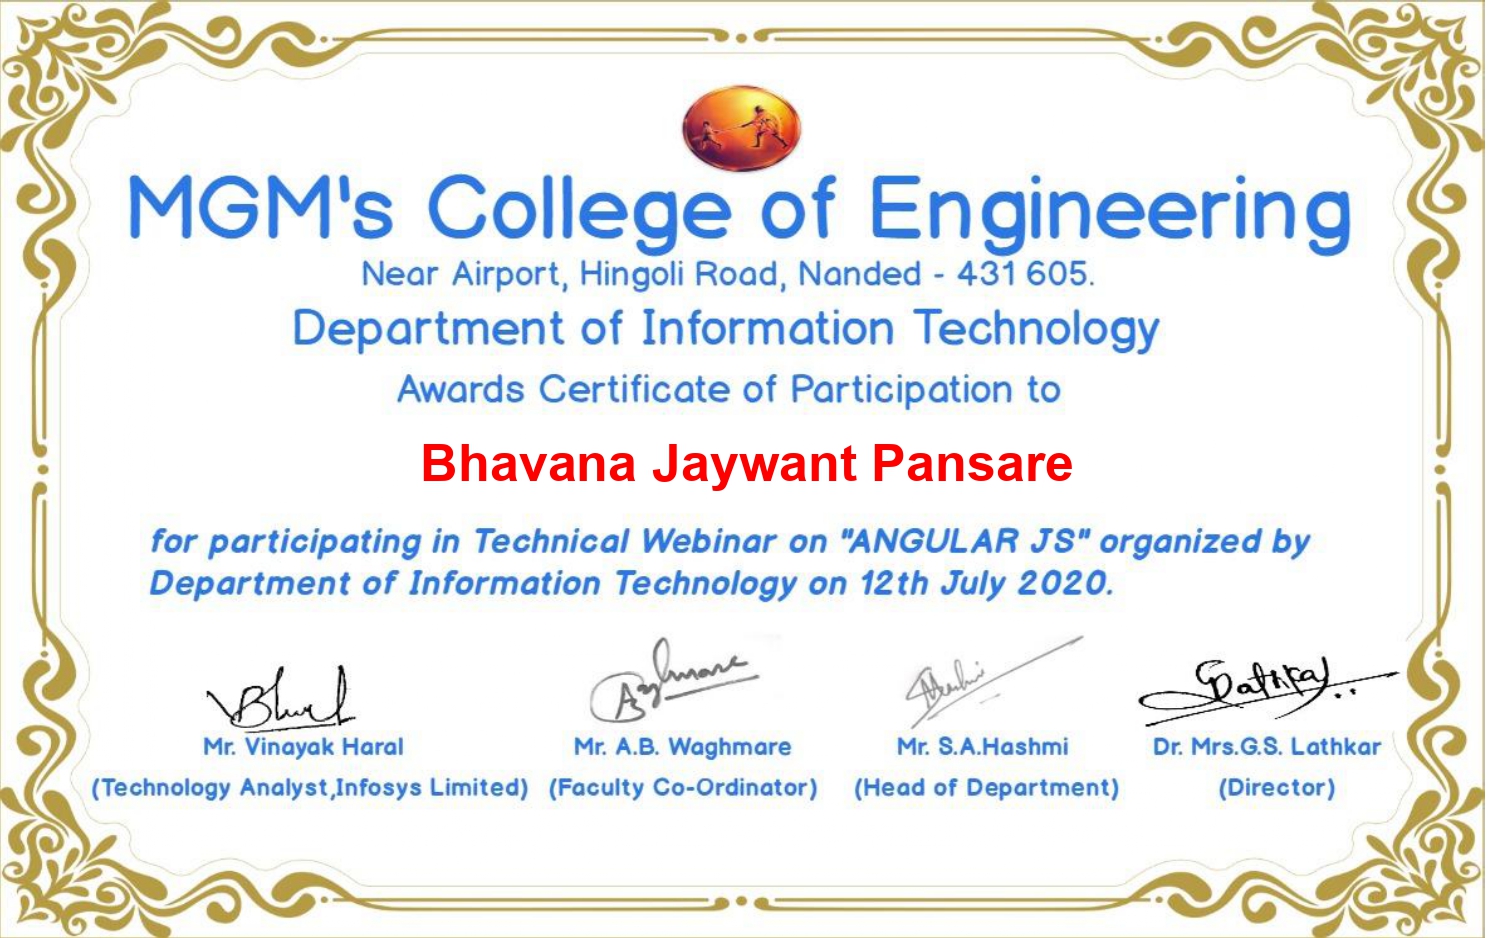 MGM's College of Engineering
Near Airport, Hingoli Road, Nanded - 431 605.
Department of Information Technology
Awards Certificate of Participation to
Bhavana Jaywant Pansare
for participating in Technical Webinar on "ANGULAR JS" organized by
Department of Information Technology on 12th July 2020.
Mr. Vinayak Haral
(Technology Analyst,Infosys Limited)
Mr. A.B. Waghmare
(Faculty Co-Ordinator)
Mr. S.A.Hashmi
(Head of Department)
Dr. Mrs.G.S. Lathkar
(Director)